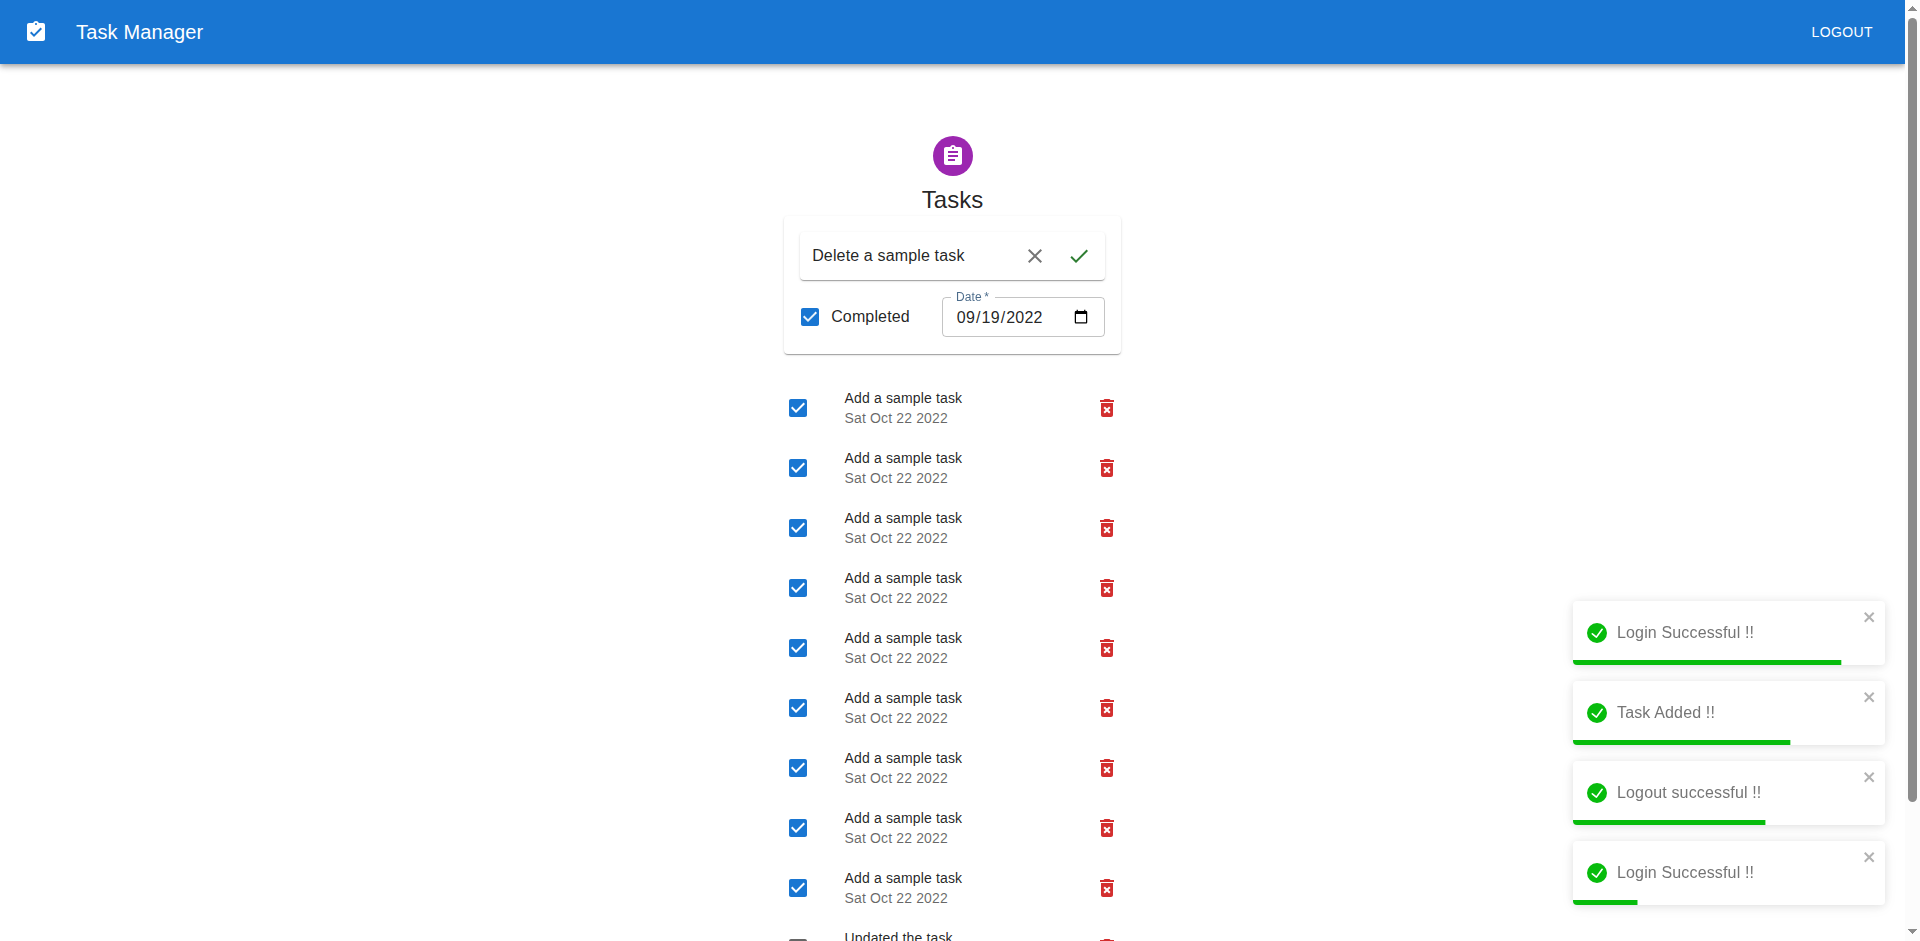 Task Manager
LOGOUT
Tasks
Delete a sample task
Date *
Completed
09/19/2022
Add a sample task
Sat Oct 22 2022
Add a sample task
Sat Oct 22 2022
Add a sample task
Sat Oct 22 2022
Add a sample task
Sat Oct 22 2022
Add a sample task
Sat Oct 22 2022
Add a sample task
Sat Oct 22 2022
Add a sample task
Sat Oct 22 2022
Add a sample task
Sat Oct 22 2022
Add a sample task
Sat Oct 22 2022
Updated the task
Login Successful !!
Task Added !!
Logout successful !!
Login Successful !!